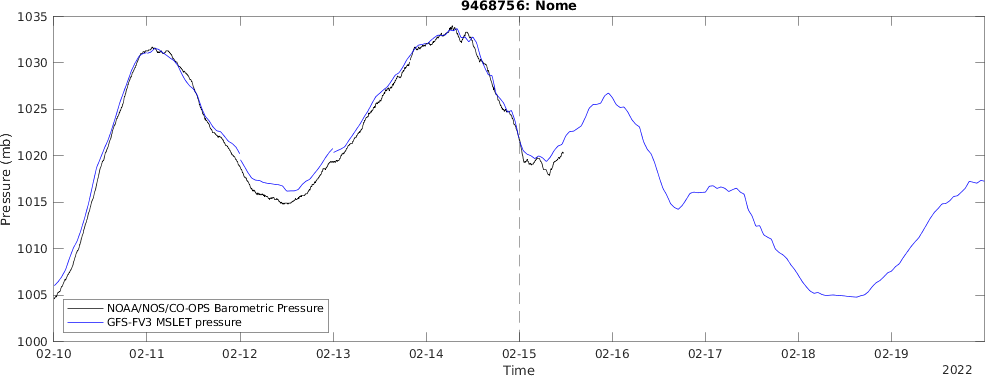 9468756: Nome
Pressure (mb)
1035
1030
1025
1020
1015
1010
1005
1000
NOAA/NOS/CO-OPS Barometric Pressure
GFS-FV3 MSLET pressure
02-10 02-11 02-12 02-13 02-14 02-15 02-16 02-17 02-18 02-19
Time
2022